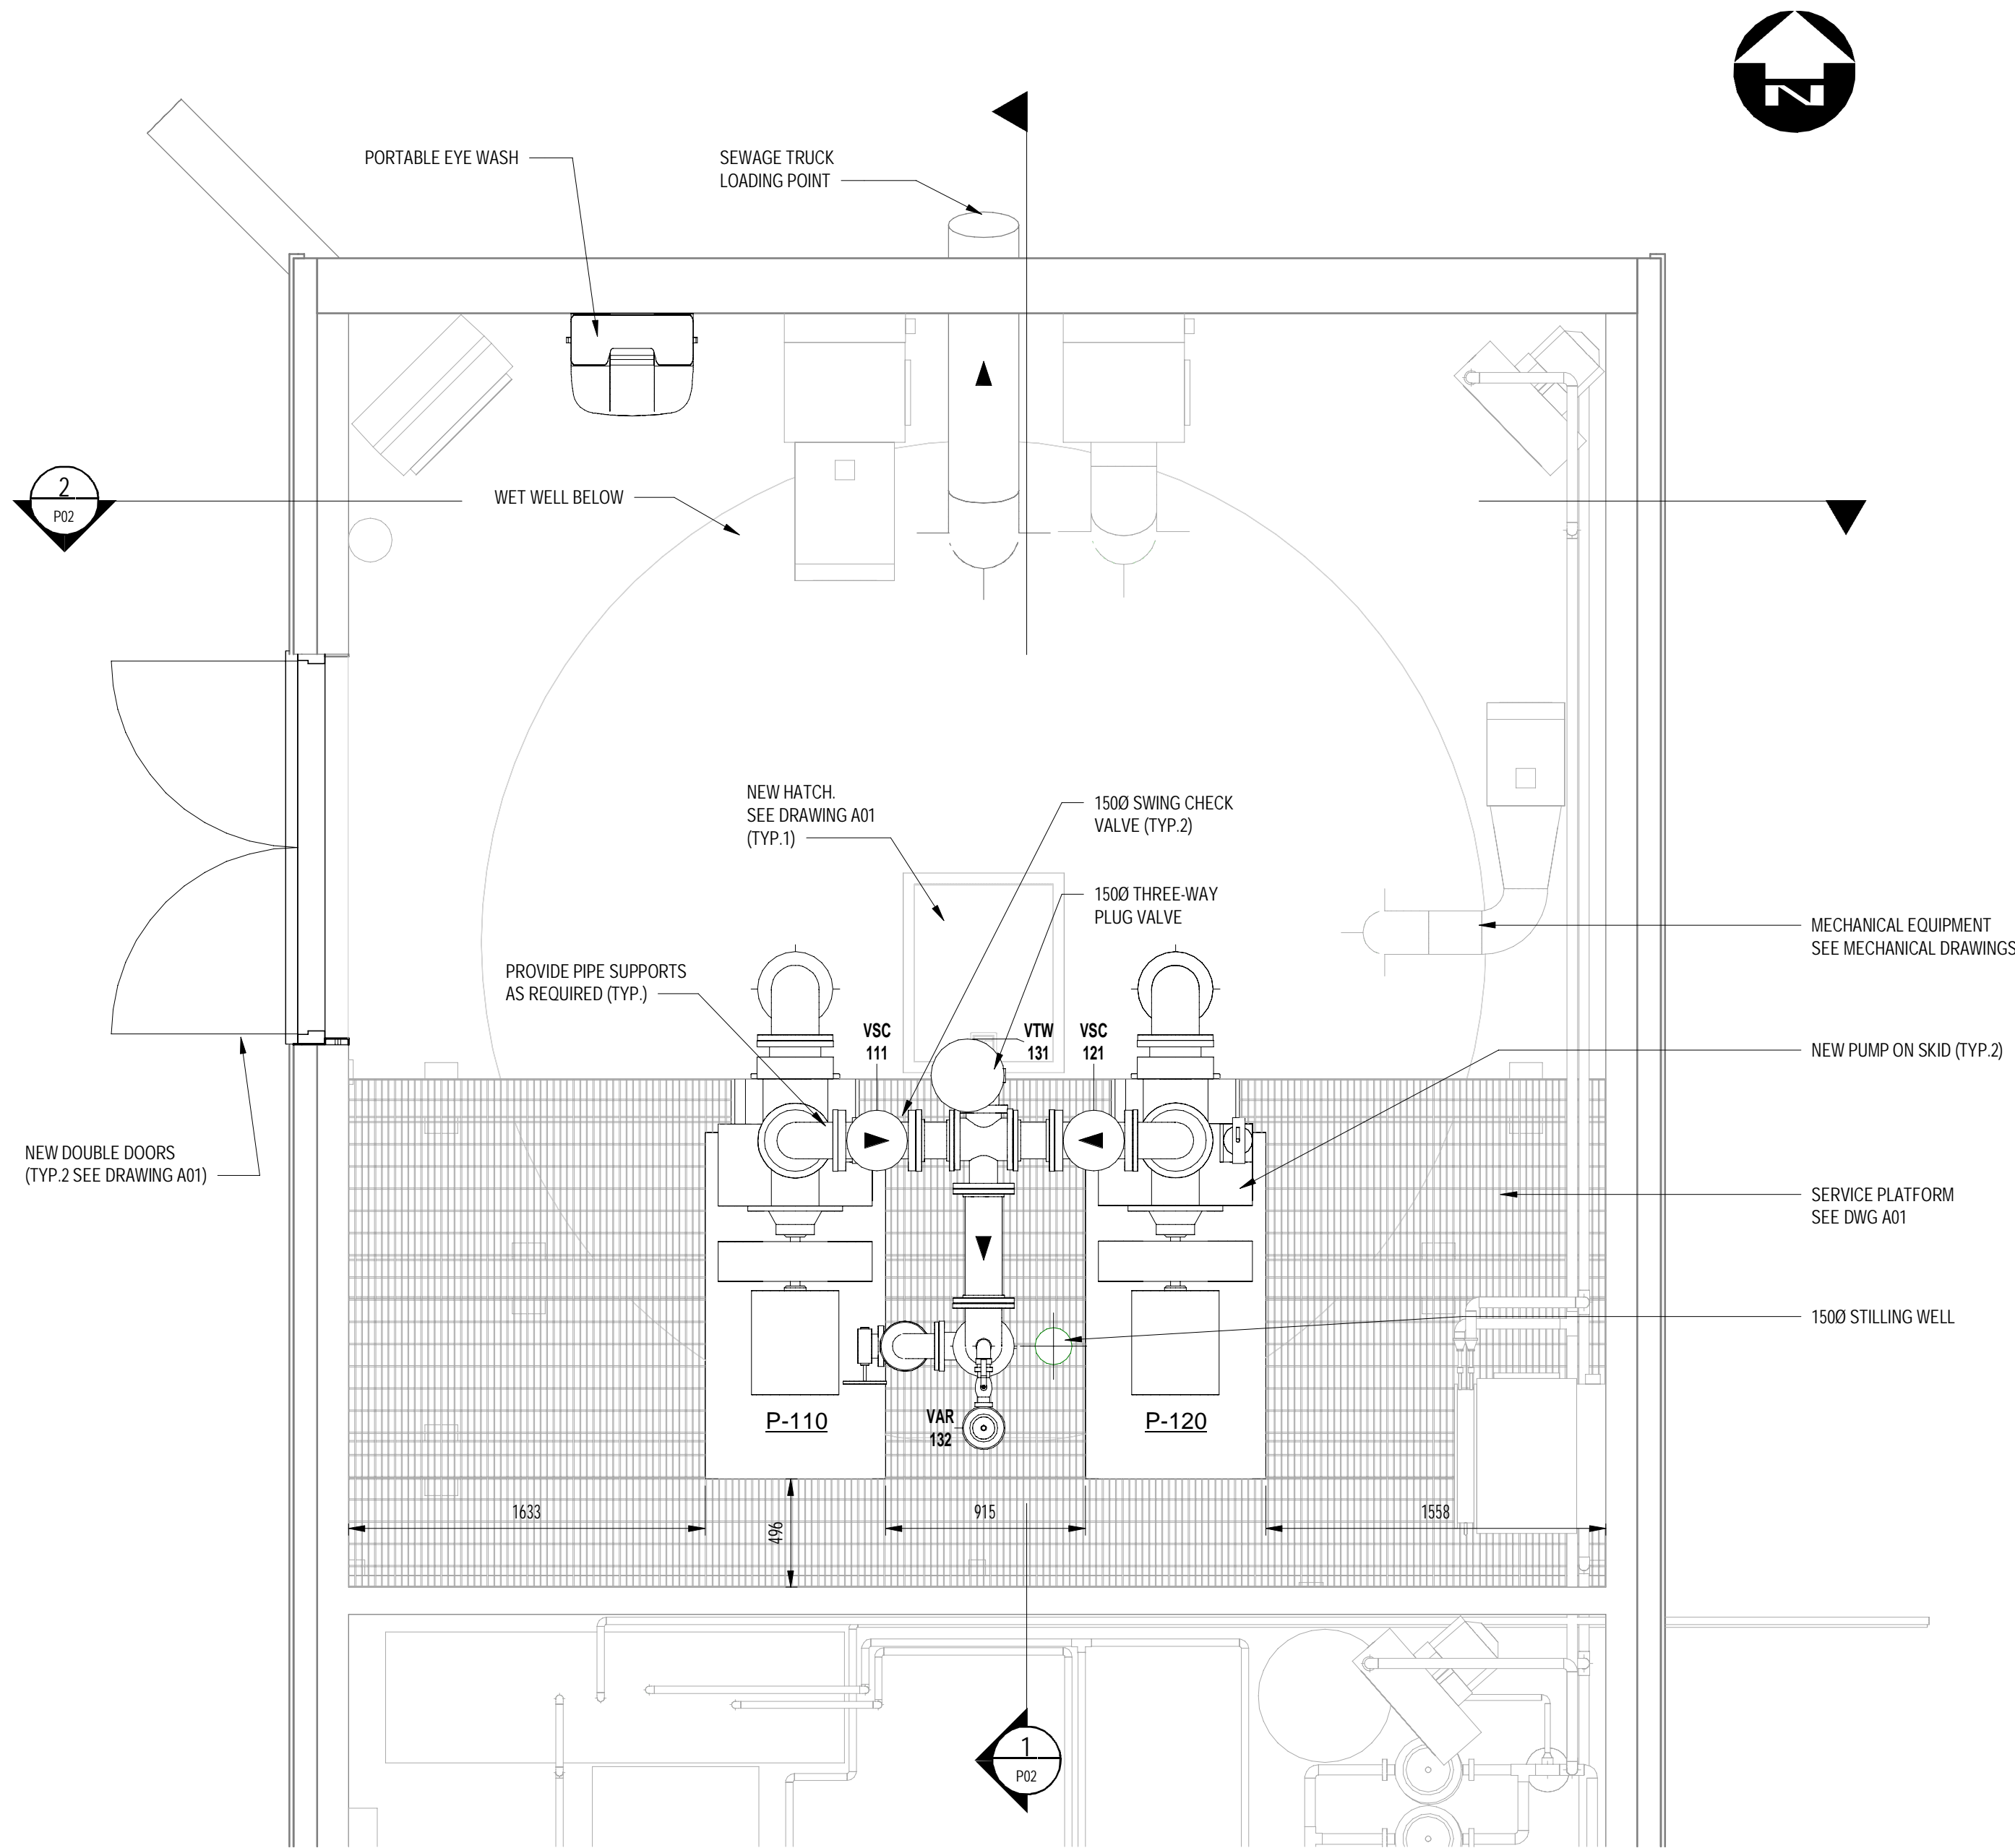 N
PORTABLE EYE WASH
SEWAGE TRUCK
LOADING POINT
2
P02
WET WELL BELOW
NEW HATCH.
SEE DRAWING A01
(TYP.1)
150Ø SWING CHECK
VALVE (TYP.2)
150Ø THREE-WAY
PLUG VALVE
MECHANICAL EQUIPMENT
SEE MECHANICAL DRAWINGS
PROVIDE PIPE SUPPORTS
AS REQUIRED (TYP.)
VSC
111
VTW
131
VSC
121
NEW PUMP ON SKID (TYP.2)
NEW DOUBLE DOORS
(TYP.2 SEE DRAWING A01)
SERVICE PLATFORM
SEE DWG A01
150Ø STILLING WELL
P-110
VAR
132
P-120
1633
496
915
1558
1
P02